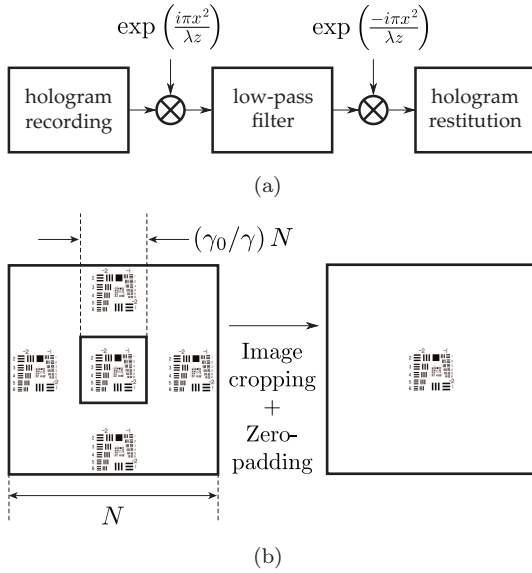 exp (iπx²/λz) exp (−iπx²/λz)
hologram recording
low-pass filter
hologram restitution
(a)
(γ₀/γ) N
Image
cropping
+
Zero-
padding
N
(b)